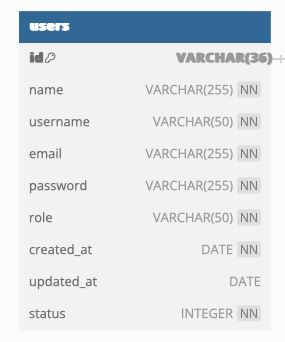 users
id VARCHAR(36)
name VARCHAR(255) NN
username VARCHAR(50) NN
email VARCHAR(255) NN
password VARCHAR(255) NN
role VARCHAR(50) NN
created_at DATE NN
updated_at DATE
status INTEGER NN